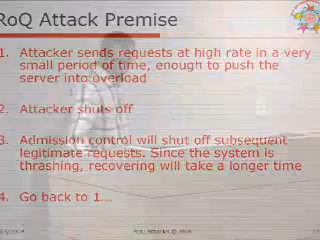 RoQ Attack Premise
1. Attacker sends requests at high rate in a very
small period of time, enough to push the
server into overload
2. Attacker shuts off
3. Admission control will shut off subsequent
legitimate requests. Since the system is
thrashing, recovering will take a longer time
4. Go back to 1…
RoQ Attacks @